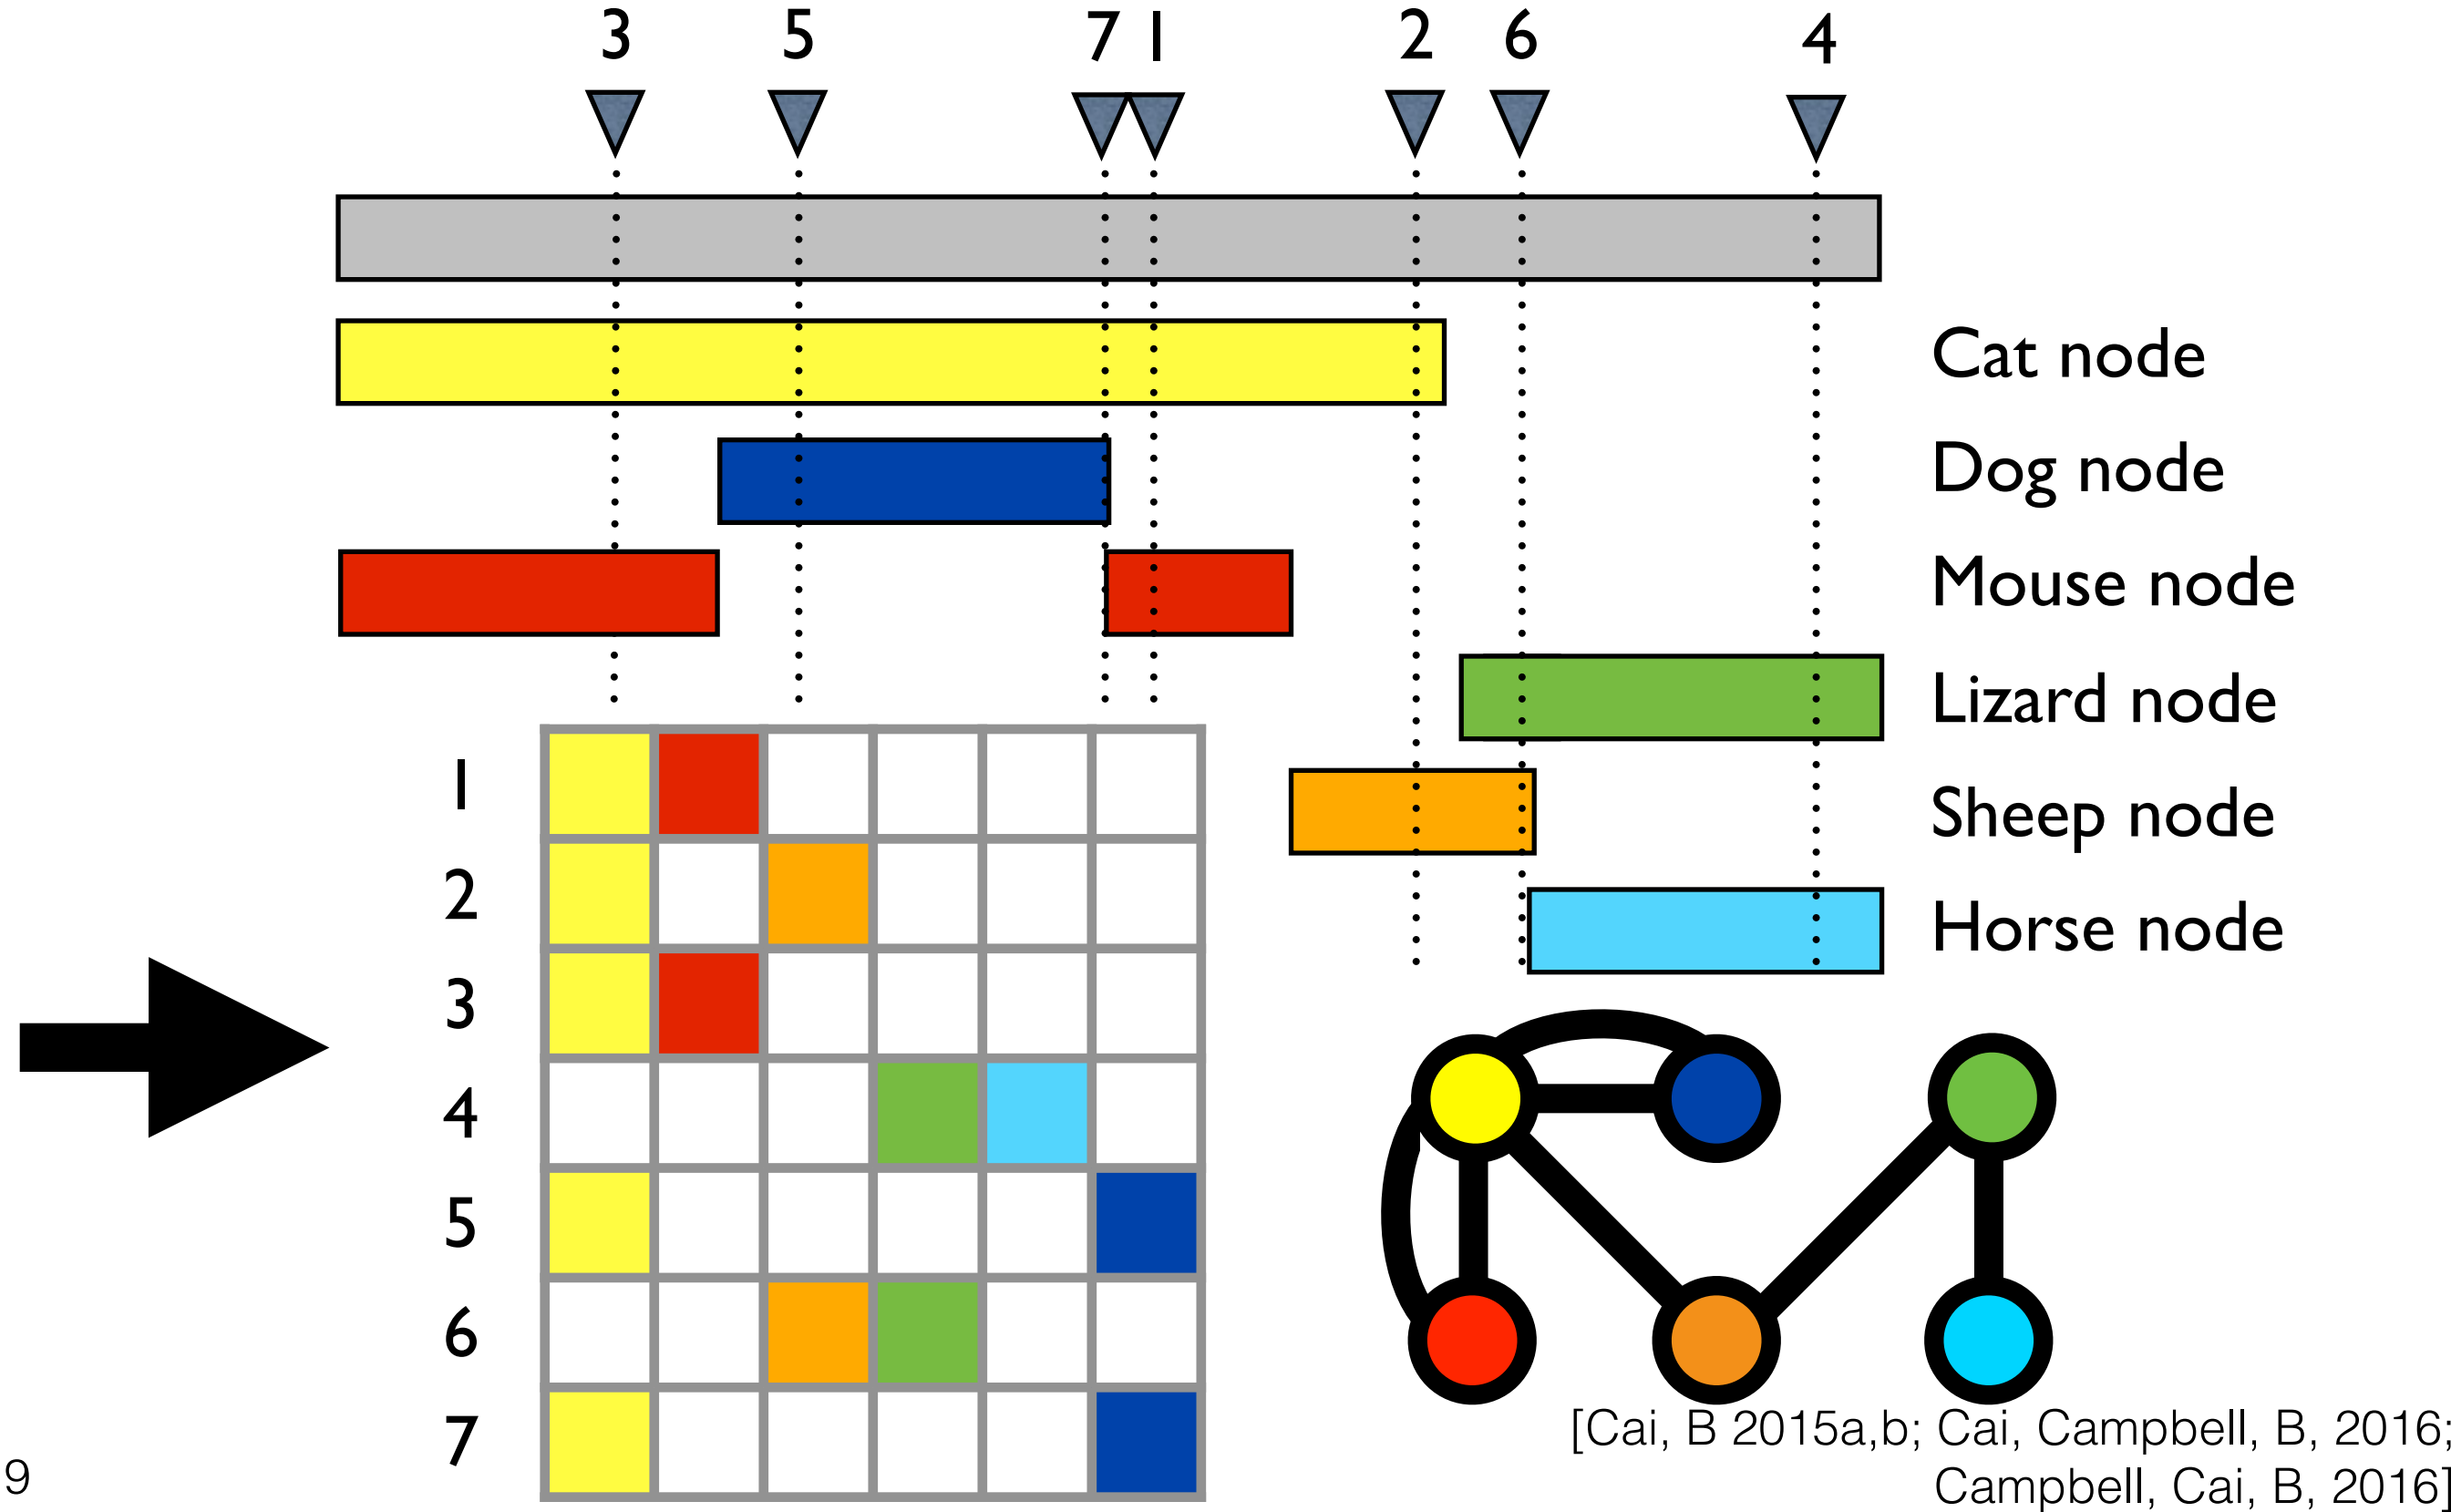 3 5 7 1 2 6 4
Cat node
Dog node
Mouse node
Lizard node
Sheep node
Horse node
1
2
3
4
5
6
7
[Cai, B 2015a,b; Cai, Campbell, B, 2016;
Campbell, Cai, B, 2016]
9